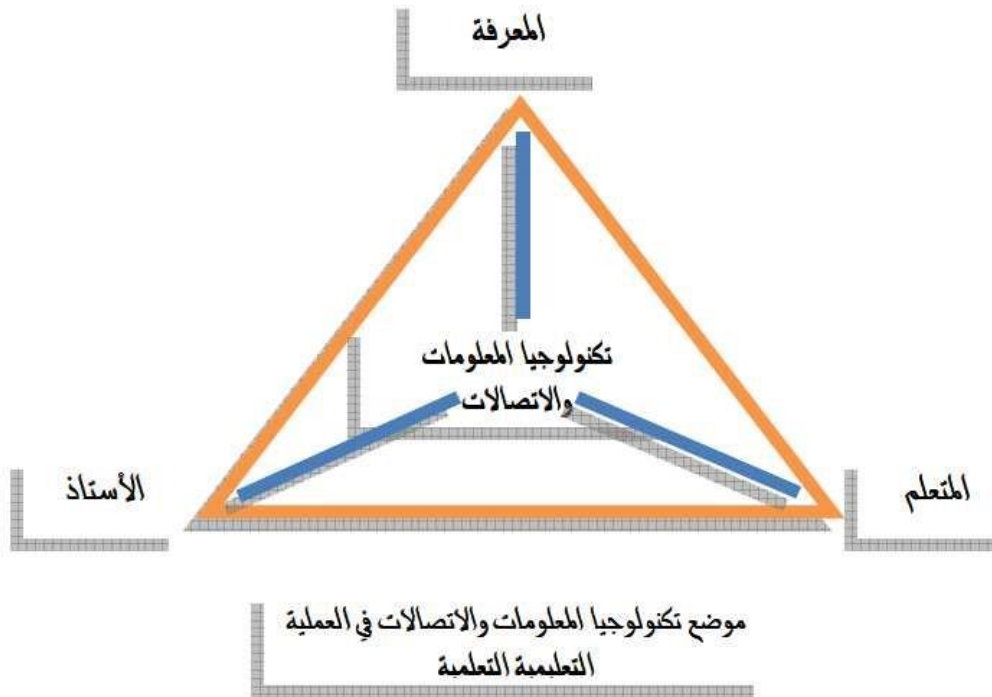 المعرفة
تكنولوجيا المعلومات
والاتصالات
المتعلم
الأستاذ
موضع تكنولوجيا المعلومات والاتصالات في العملية
التعليمية التعلمية